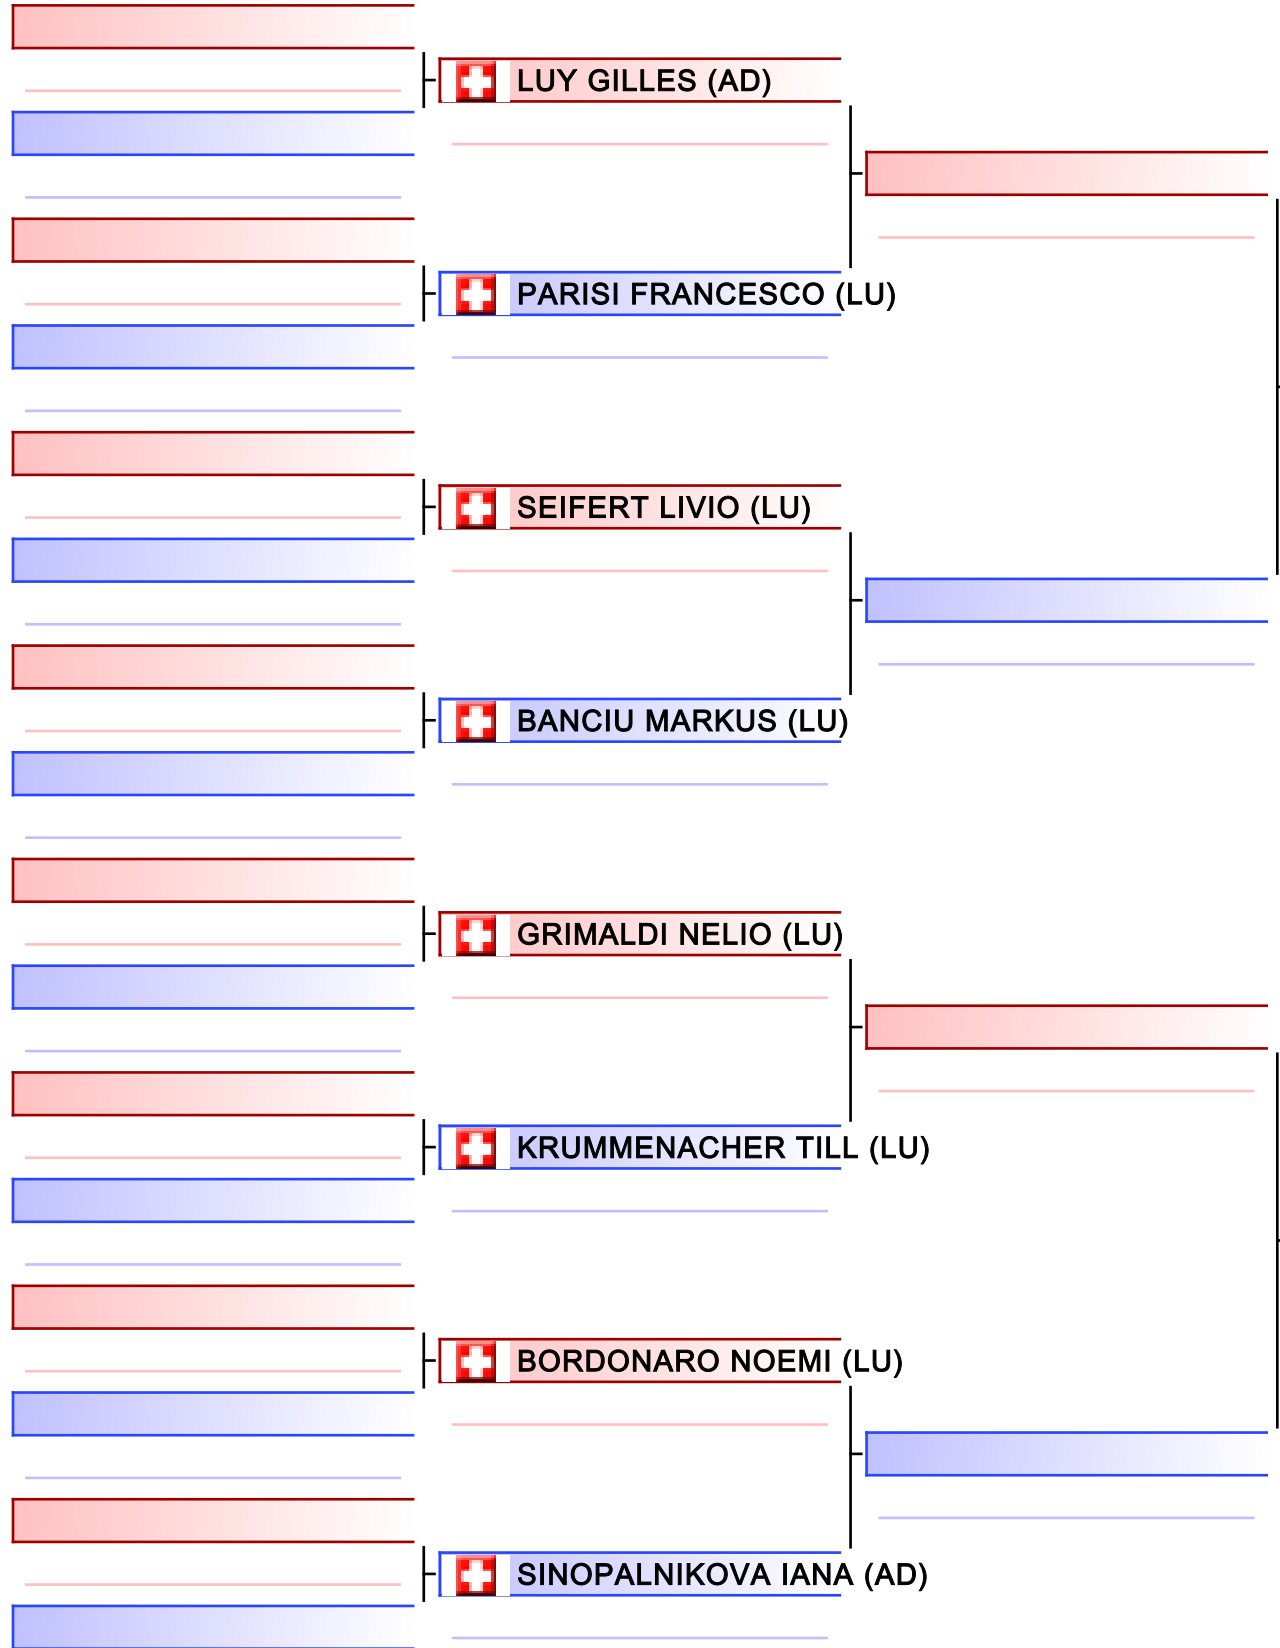 LUY GILLES (AD)
PARISI FRANCESCO (LU)
SEIFERT LIVIO (LU)
BANCIU MARKUS (LU)
GRIMALDI NELIO (LU)
KRUMMENACHER TILL (LU)
BORDONARO NOEMI (LU)
SINOPALNIKOVA IANA (AD)